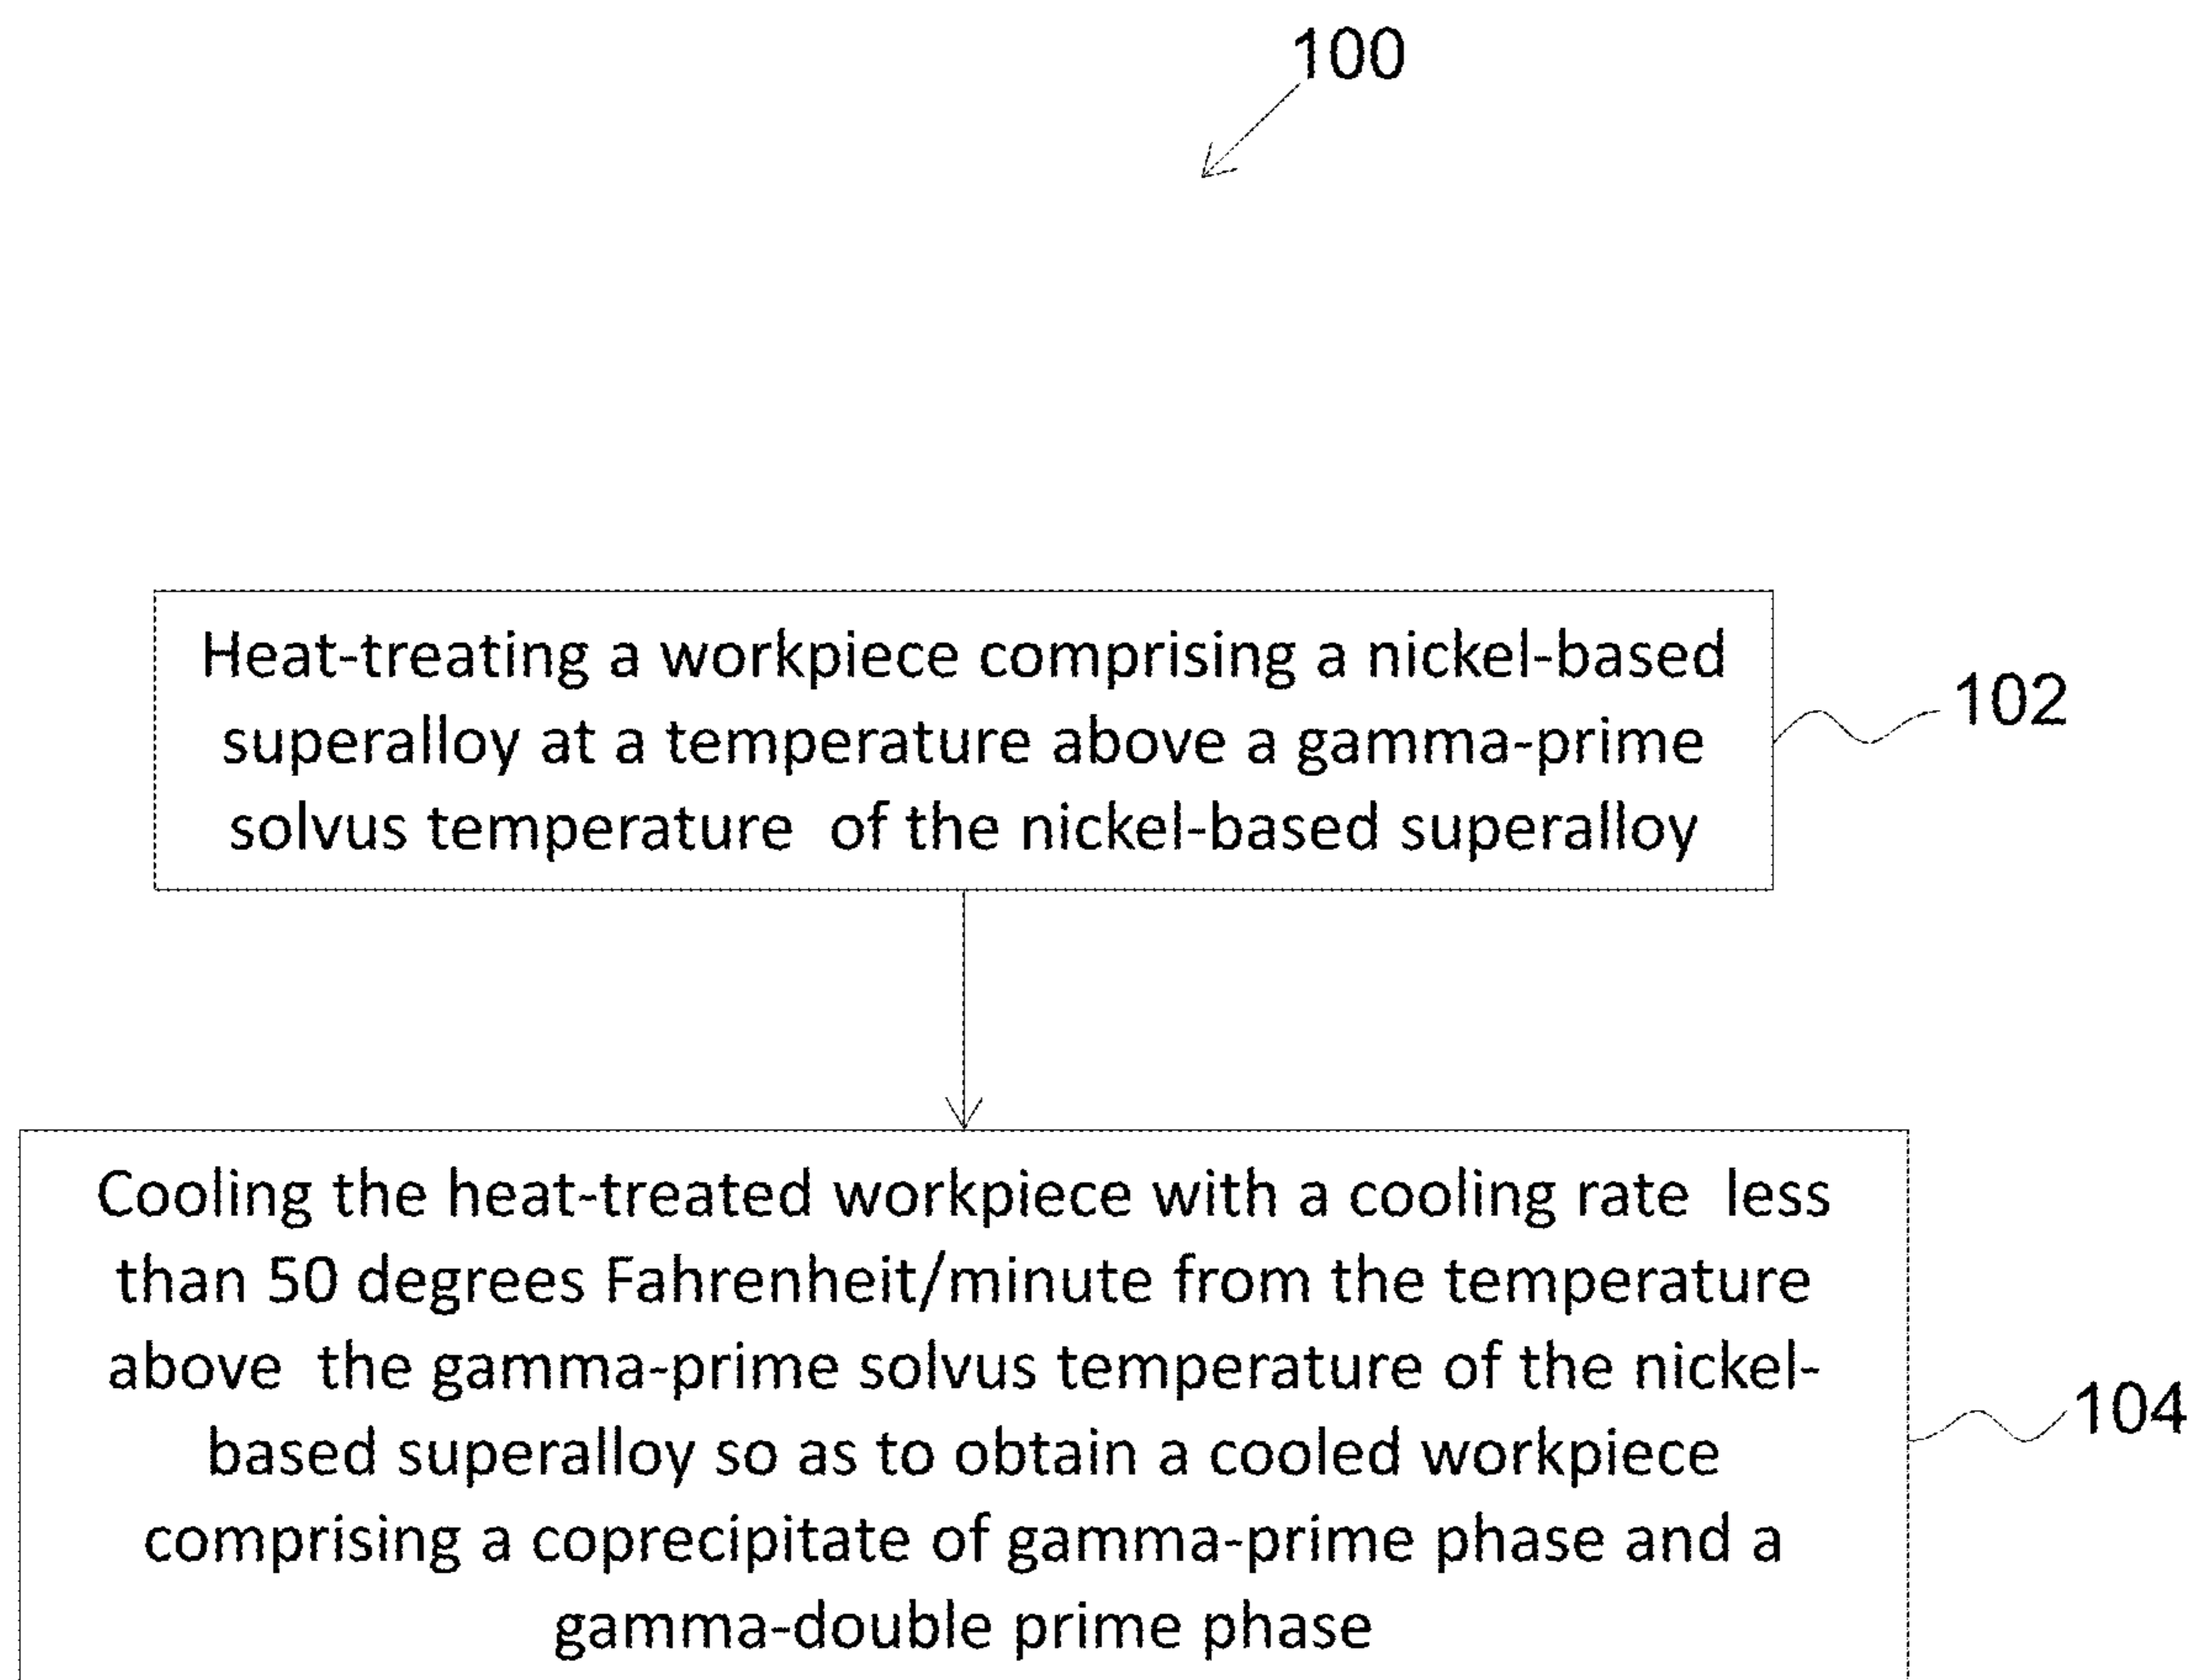 100
Heat-treating a workpiece comprising a nickel-based
superalloy at a temperature above a gamma-prime
solvus temperature of the nickel-based superalloy
102
Cooling the heat-treated workpiece with a cooling rate less
than 50 degrees Fahrenheit/minute from the temperature
above the gamma-prime solvus temperature of the nickel-
based superalloy so as to obtain a cooled workpiece
comprising a coprecipitate of gamma-prime phase and a
gamma-double prime phase
104